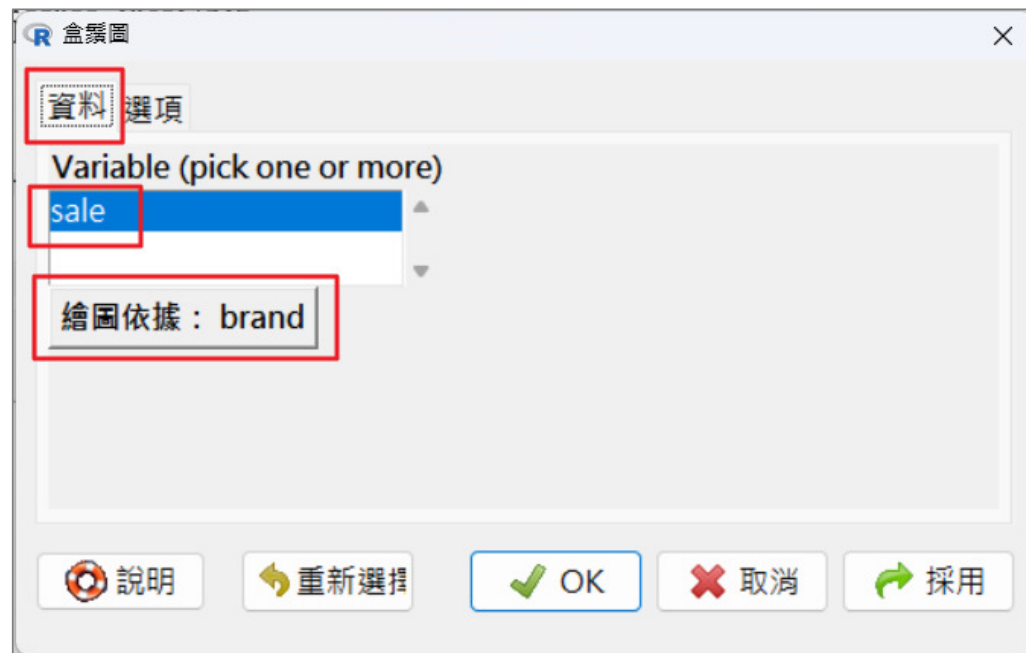 盒鬚圖
資料 選項
Variable (pick one or more)
sale
繪圖依據： brand
說明 重新選擇 OK 取消 採用